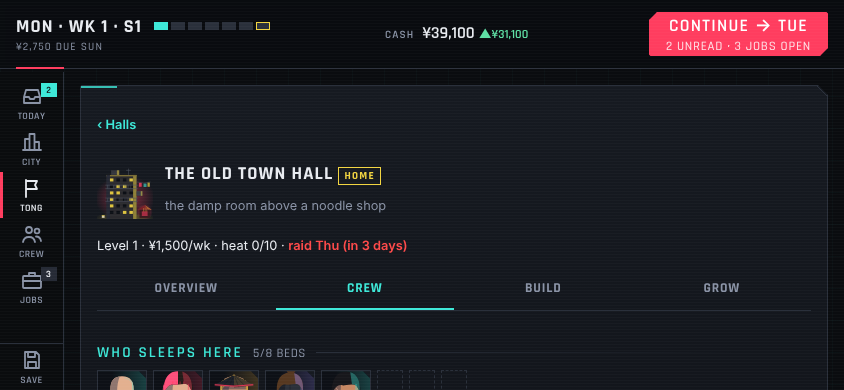 MON · WK 1 · S1
¥2,750 DUE SUN
CASH ¥39,100 ▲¥31,100
CONTINUE → TUE
2 UNREAD · 3 JOBS OPEN
2
TODAY
CITY
TONG
CREW
3
JOBS
SAVE
‹ Halls
THE OLD TOWN HALL HOME
the damp room above a noodle shop
Level 1 · ¥1,500/wk · heat 0/10 · raid Thu (in 3 days)
OVERVIEW CREW BUILD GROW
WHO SLEEPS HERE 5/8 BEDS